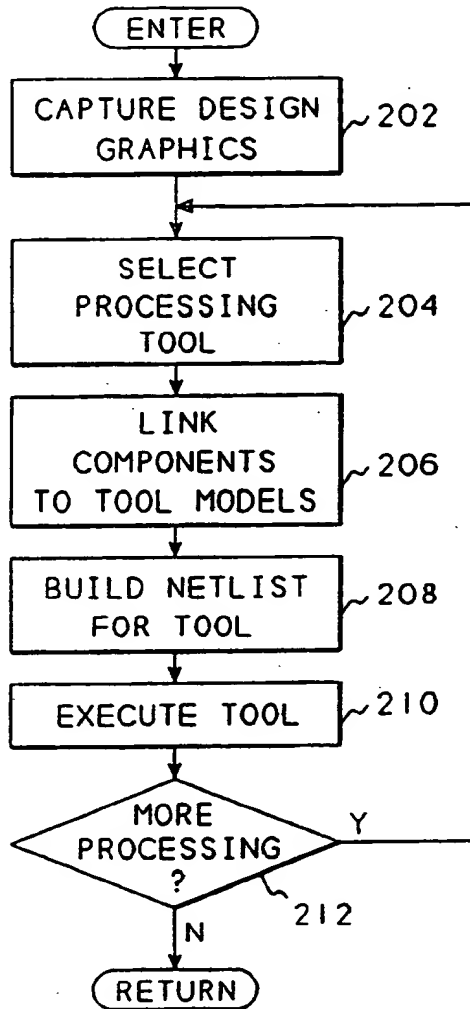 ENTER
CAPTURE DESIGN
GRAPHICS
202
SELECT
PROCESSING
TOOL
204
LINK
COMPONENTS
TO TOOL MODELS
206
BUILD NETLIST
FOR TOOL
208
EXECUTE TOOL
210
MORE
PROCESSING
?
Y
212
N
RETURN